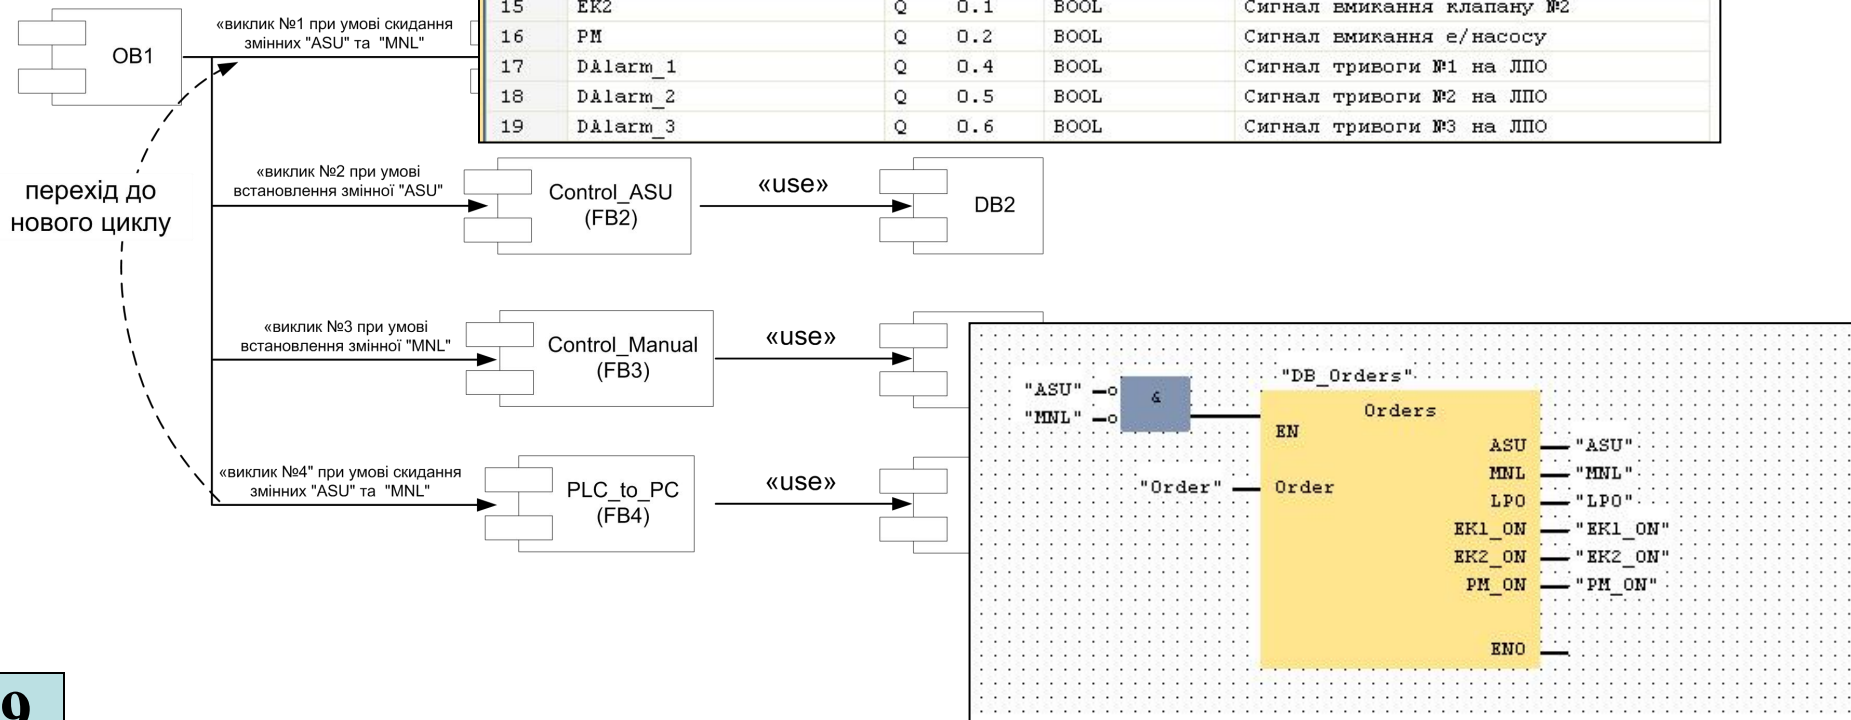 15 EK2 Q 0.1 BOOL Сигнал вмикання клапану №2
16 PM Q 0.2 BOOL Сигнал вмикання е/насосу
17 DAlarm_1 Q 0.4 BOOL Сигнал тривоги №1 на ЛПО
18 DAlarm_2 Q 0.5 BOOL Сигнал тривоги №2 на ЛПО
19 DAlarm_3 Q 0.6 BOOL Сигнал тривоги №3 на ЛПО
OB1
«виклик №1 при умові скидання
змінних "ASU" та "MNL"
перехід до
нового циклу
«виклик №2 при умові
встановлення змінної "ASU"
Control_ASU
(FB2)
«use»
DB2
«виклик №3 при умові
встановлення змінної "MNL"
Control_Manual
(FB3)
«use»
«виклик №4" при умові скидання
змінних "ASU" та "MNL"
PLC_to_PC
(FB4)
«use»
"DB_Orders"
"ASU"
"MNL"
&
Orders
EN
"Order" Order
ASU "ASU"
MNL "MNL"
LPO "LPO"
EK1_ON "EK1_ON"
EK2_ON "EK2_ON"
PM_ON "PM_ON"
ENO
9